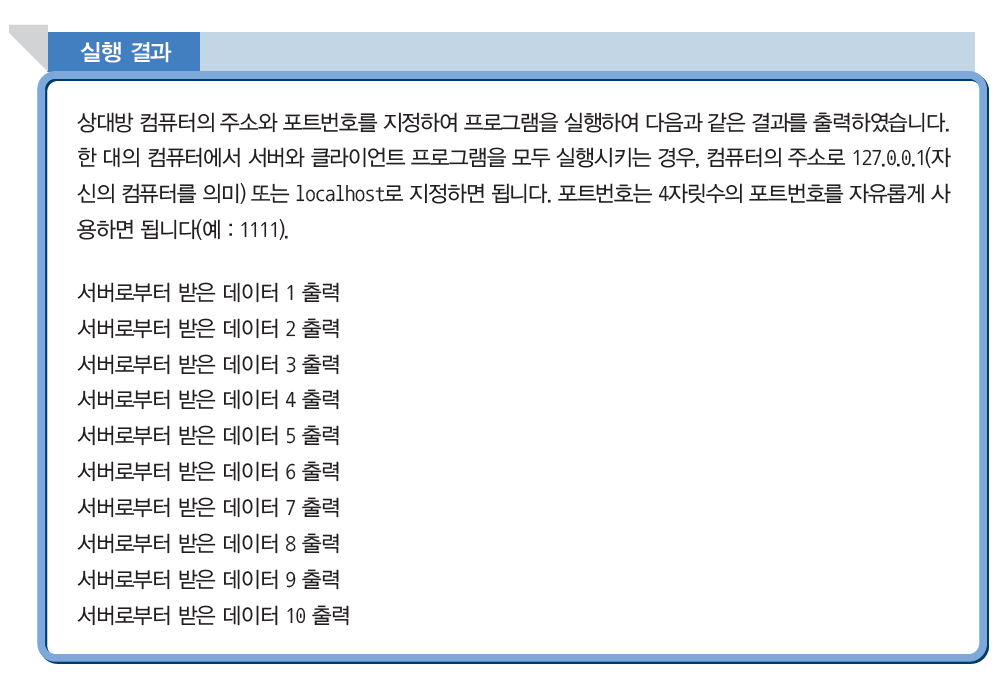 실행 결과
상대방 컴퓨터의 주소와 포트번호를 지정하여 프로그램을 실행하여 다음과 같은 결과를 출력하였습니다.
한 대의 컴퓨터에서 서버와 클라이언트 프로그램을 모두 실행시키는 경우, 컴퓨터의 주소로 127.0.0.1(자
신의 컴퓨터를 의미) 또는 localhost로 지정하면 됩니다. 포트번호는 4자릿수의 포트번호를 자유롭게 사
용하면 됩니다(예 : 1111).
서버로부터 받은 데이터 1 출력
서버로부터 받은 데이터 2 출력
서버로부터 받은 데이터 3 출력
서버로부터 받은 데이터 4 출력
서버로부터 받은 데이터 5 출력
서버로부터 받은 데이터 6 출력
서버로부터 받은 데이터 7 출력
서버로부터 받은 데이터 8 출력
서버로부터 받은 데이터 9 출력
서버로부터 받은 데이터 10 출력